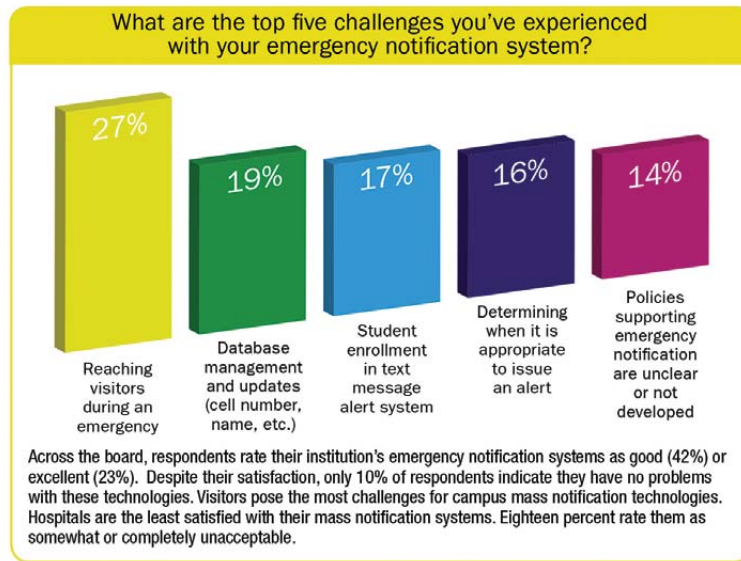 What are the top five challenges you’ve experienced
with your emergency notification system?
27%
19%
17%
16%
14%
Reaching
visitors
during an
emergency
Database
management
and updates
(cell number,
name, etc.)
Student
enrollment
in text
message
alert system
Determining
when it is
appropriate
to issue
an alert
Policies
supporting
emergency
notification
are unclear
or not
developed
Across the board, respondents rate their institution’s emergency notification systems as good (42%) or
excellent (23%).  Despite their satisfaction, only 10% of respondents indicate they have no problems
with these technologies. Visitors pose the most challenges for campus mass notification technologies.
Hospitals are the least satisfied with their mass notification systems. Eighteen percent rate them as
somewhat or completely unacceptable.